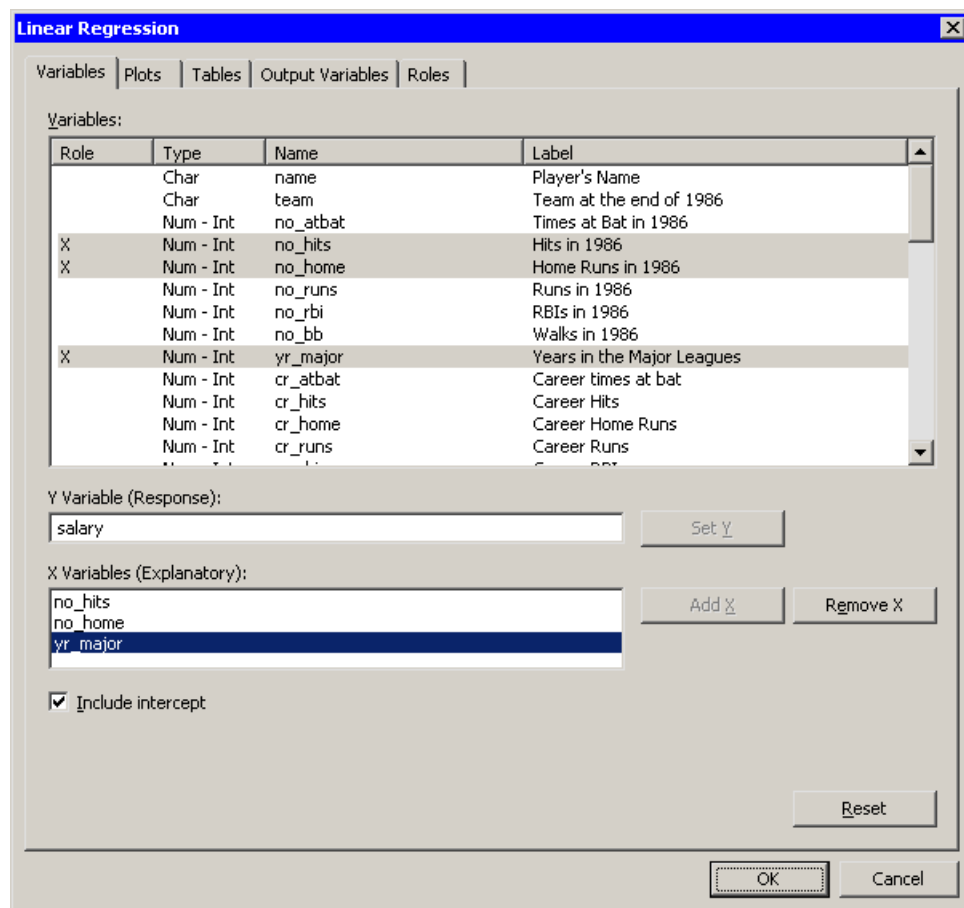 Linear Regression
Variables Plots Tables Output Variables Roles
Variables:
Role Type Name Label
Char name Player's Name
Char team Team at the end of 1986
Num - Int no_atbat Times at Bat in 1986
X Num - Int no_hits Hits in 1986
X Num - Int no_home Home Runs in 1986
Num - Int no_runs Runs in 1986
Num - Int no_rbi RBIs in 1986
Num - Int no_bb Walks in 1986
X Num - Int yr_major Years in the Major Leagues
Num - Int cr_atbat Career times at bat
Num - Int cr_hits Career Hits
Num - Int cr_home Career Home Runs
Num - Int cr_runs Career Runs
Y Variable (Response):
salary
Set Y
X Variables (Explanatory):
no_hits
no_home
yr_major
Add X Remove X
Include intercept
Reset
OK Cancel